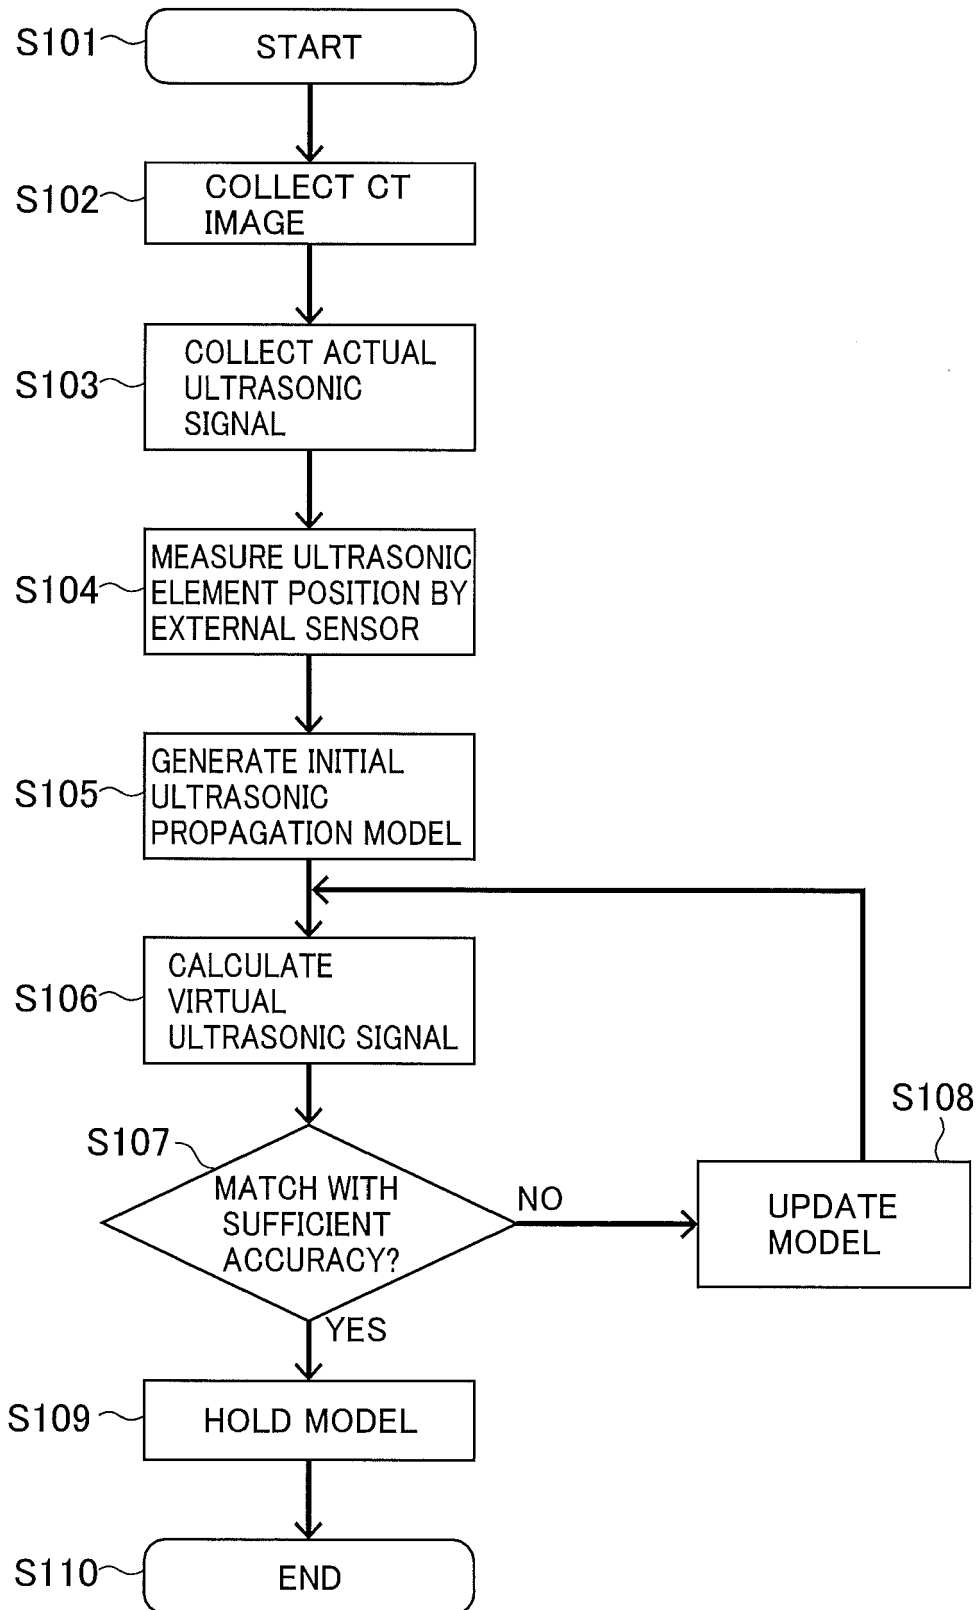 S101
START
S102
COLLECT CT
IMAGE
S103
COLLECT ACTUAL
ULTRASONIC
SIGNAL
S104
MEASURE ULTRASONIC
ELEMENT POSITION BY
EXTERNAL SENSOR
S105
GENERATE INITIAL
ULTRASONIC
PROPAGATION MODEL
S106
CALCULATE
VIRTUAL
ULTRASONIC SIGNAL
S107
MATCH WITH
SUFFICIENT
ACCURACY?
NO
S108
UPDATE
MODEL
YES
S109
HOLD MODEL
S110
END